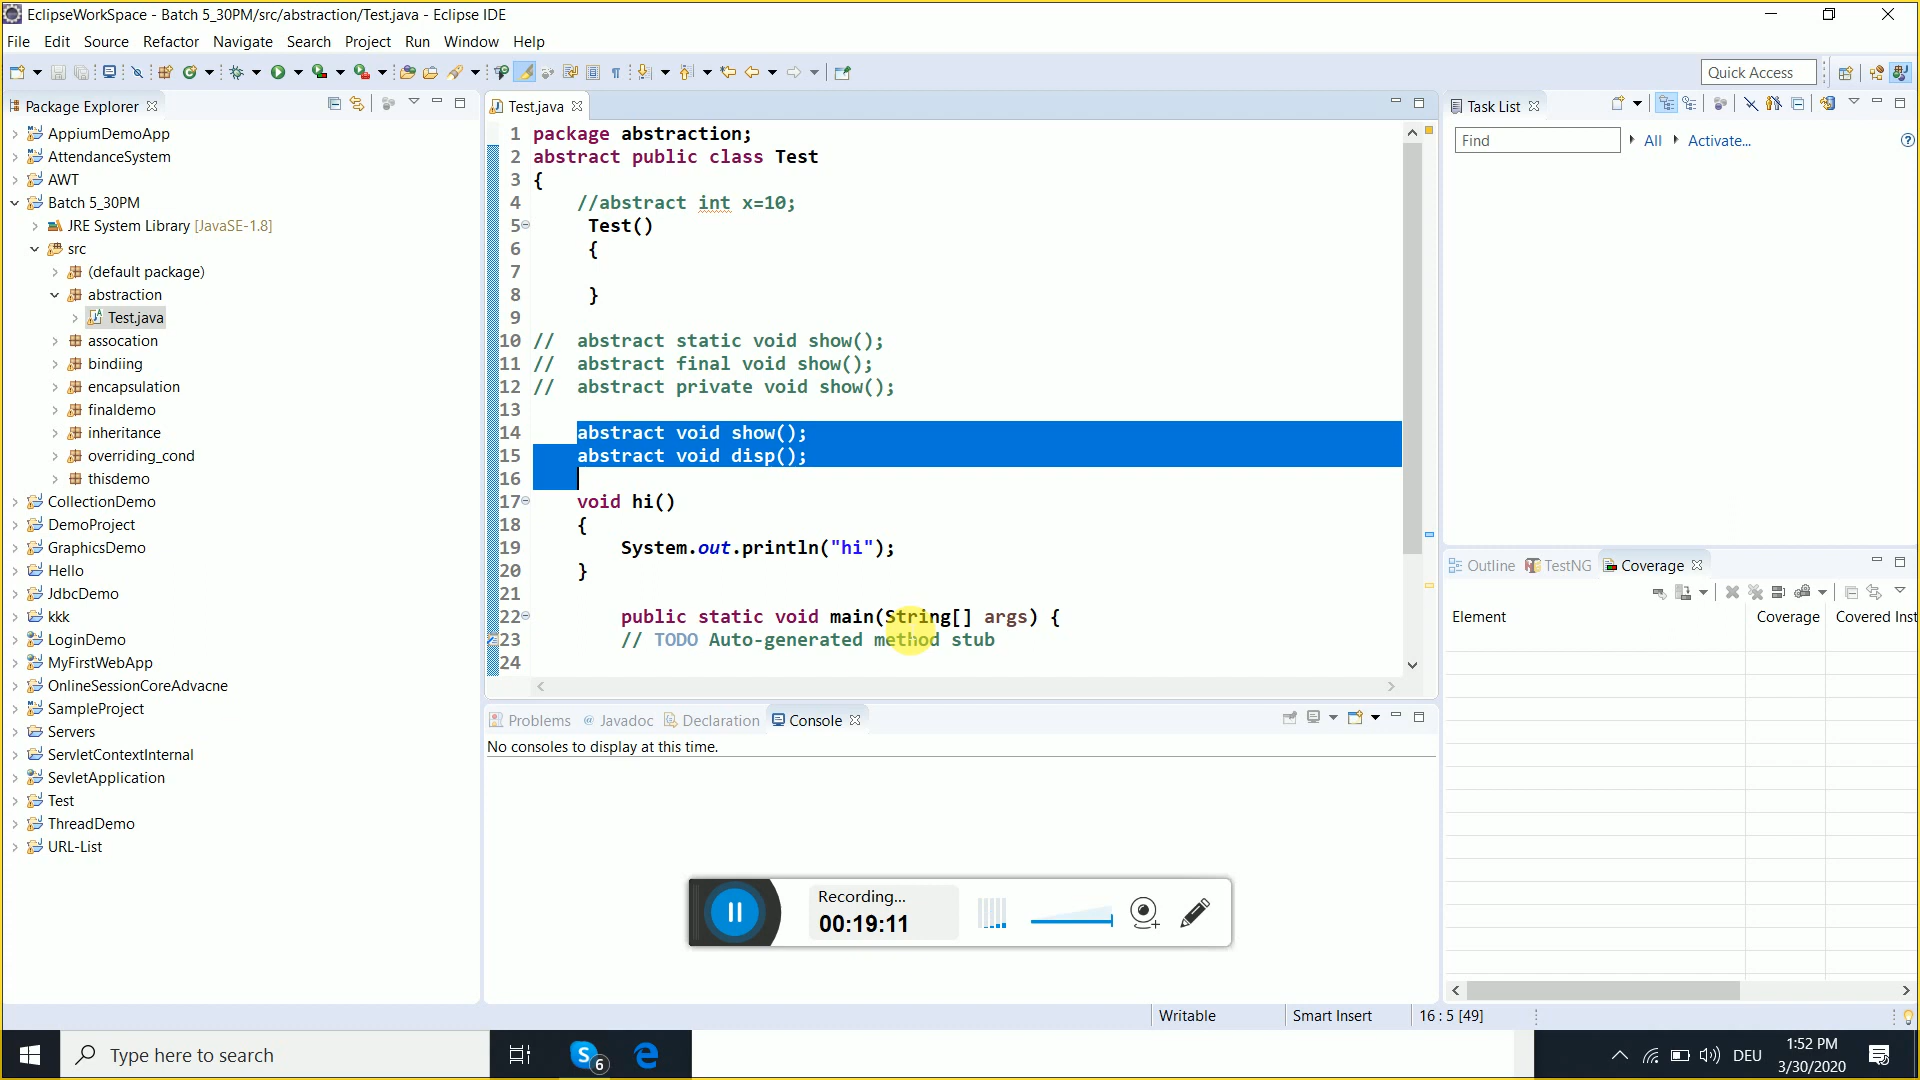 EclipseWorkSpace - Batch 5_30PM/src/abstraction/Test.java - Eclipse IDE
File Edit Source Refactor Navigate Search Project Run Window Help
Quick Access
Package Explorer
AppiumDemoApp
AttendanceSystem
AWT
Batch 5_30PM
JRE System Library [JavaSE-1.8]
src
(default package)
abstraction
Test.java
assocation
bindiing
encapsulation
finaldemo
inheritance
overriding_cond
thisdemo
CollectionDemo
DemoProject
GraphicsDemo
Hello
JdbcDemo
kkk
LoginDemo
MyFirstWebApp
OnlineSessionCoreAdvacne
SampleProject
Servers
ServletContextInternal
SevletApplication
Test
ThreadDemo
URL-List
Test.java
1 package abstraction;
2 abstract public class Test
3 {
4 //abstract int x=10;
5 Test()
6 {
7
8 }
9
10 // abstract static void show();
11 // abstract final void show();
12 // abstract private void show();
13
14 abstract void show();
15 abstract void disp();
16
17 void hi()
18 {
19 System.out.println("hi");
20 }
21
22 public static void main(String[] args) {
23 // TODO Auto-generated method stub
24
Problems @ Javadoc Declaration Console
No consoles to display at this time.
Task List
Find All Activate...
Outline TestNG Coverage
Element Coverage Covered Inst
Recording...
00:19:11
Writable Smart Insert 16 : 5 [49]
Type here to search
S 6
DEU
1:52 PM
3/30/2020